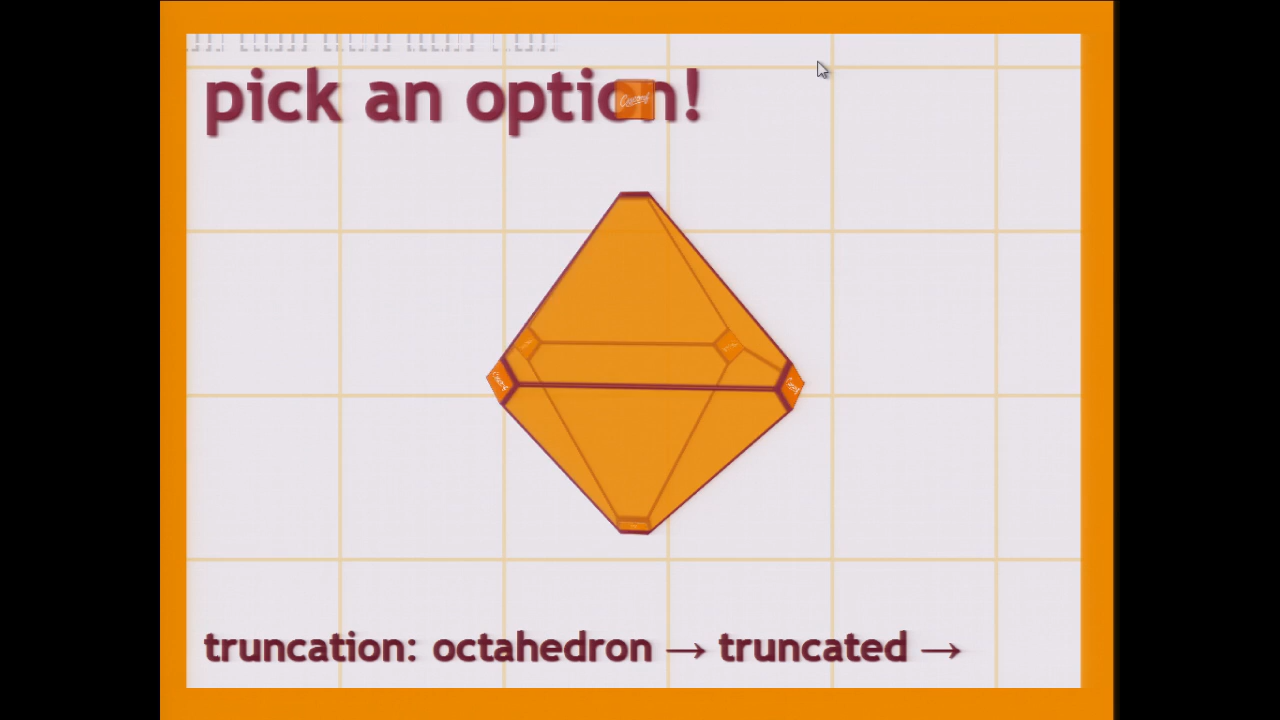 pick an option!
truncation: octahedron → truncated →